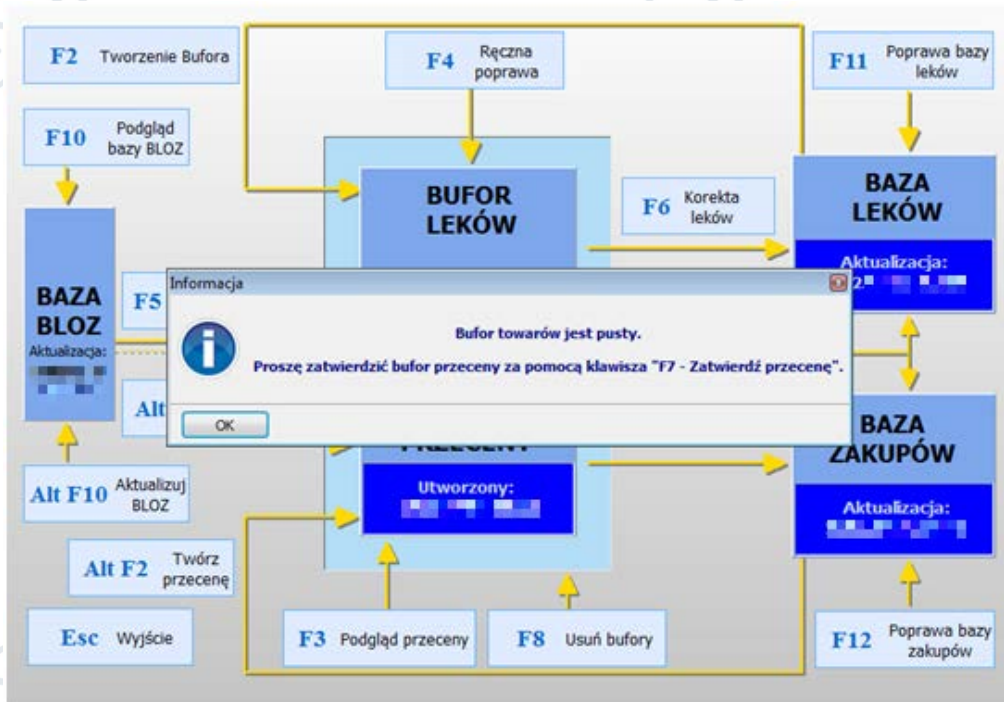 F2 Tworzenie Bufora
F4 Ręczna
poprawa
F11 Poprawa bazy
leków
F10 Podgląd
bazy BLOZ
BUFOR
LEKÓW
F6 Korekta
leków
BAZA
LEKÓW
Aktualizacja:
BAZA
BLOZ
Aktualizacja:
F5
Informacja
Bufor towarów jest pusty.
Proszę zatwierdzić bufor przeceny za pomocą klawisza "F7 - Zatwierdź przecenę".
OK
Alt
PRZECENY
Utworzony:
BAZA
ZAKUPÓW
Aktualizacja:
Alt F10 Aktualizuj
BLOZ
Alt F2 Twórz
przecenę
Esc Wyjście
F3 Podgląd przeceny
F8 Usuń bufory
F12 Poprawa bazy
zakupów